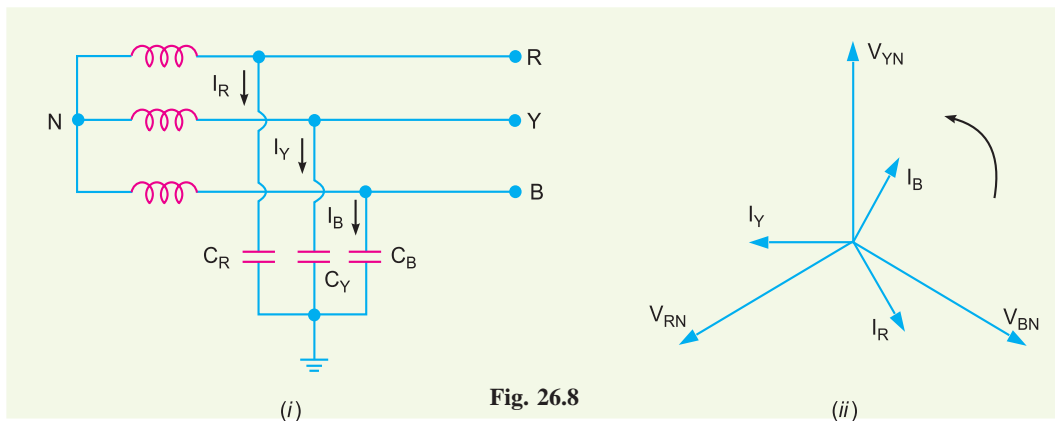 R
I_R
N
Y
I_Y
B
I_B
C_R
C_Y
C_B
(i)
V_YN
I_B
I_Y
V_RN
I_R
V_BN
(ii)
Fig. 26.8